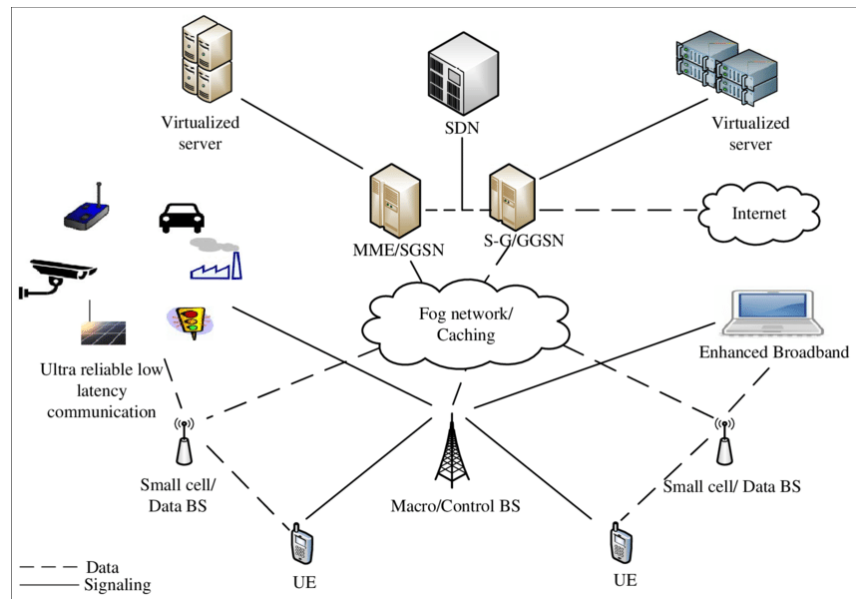 Virtualized
server
SDN
Virtualized
server
MME/SGSN
S-G/GGSN
Internet
Fog network/
Caching
Enhanced Broadband
Ultra reliable low
latency
communication
Small cell/
Data BS
Macro/Control BS
Small cell/ Data BS
UE
UE
Data
Signaling